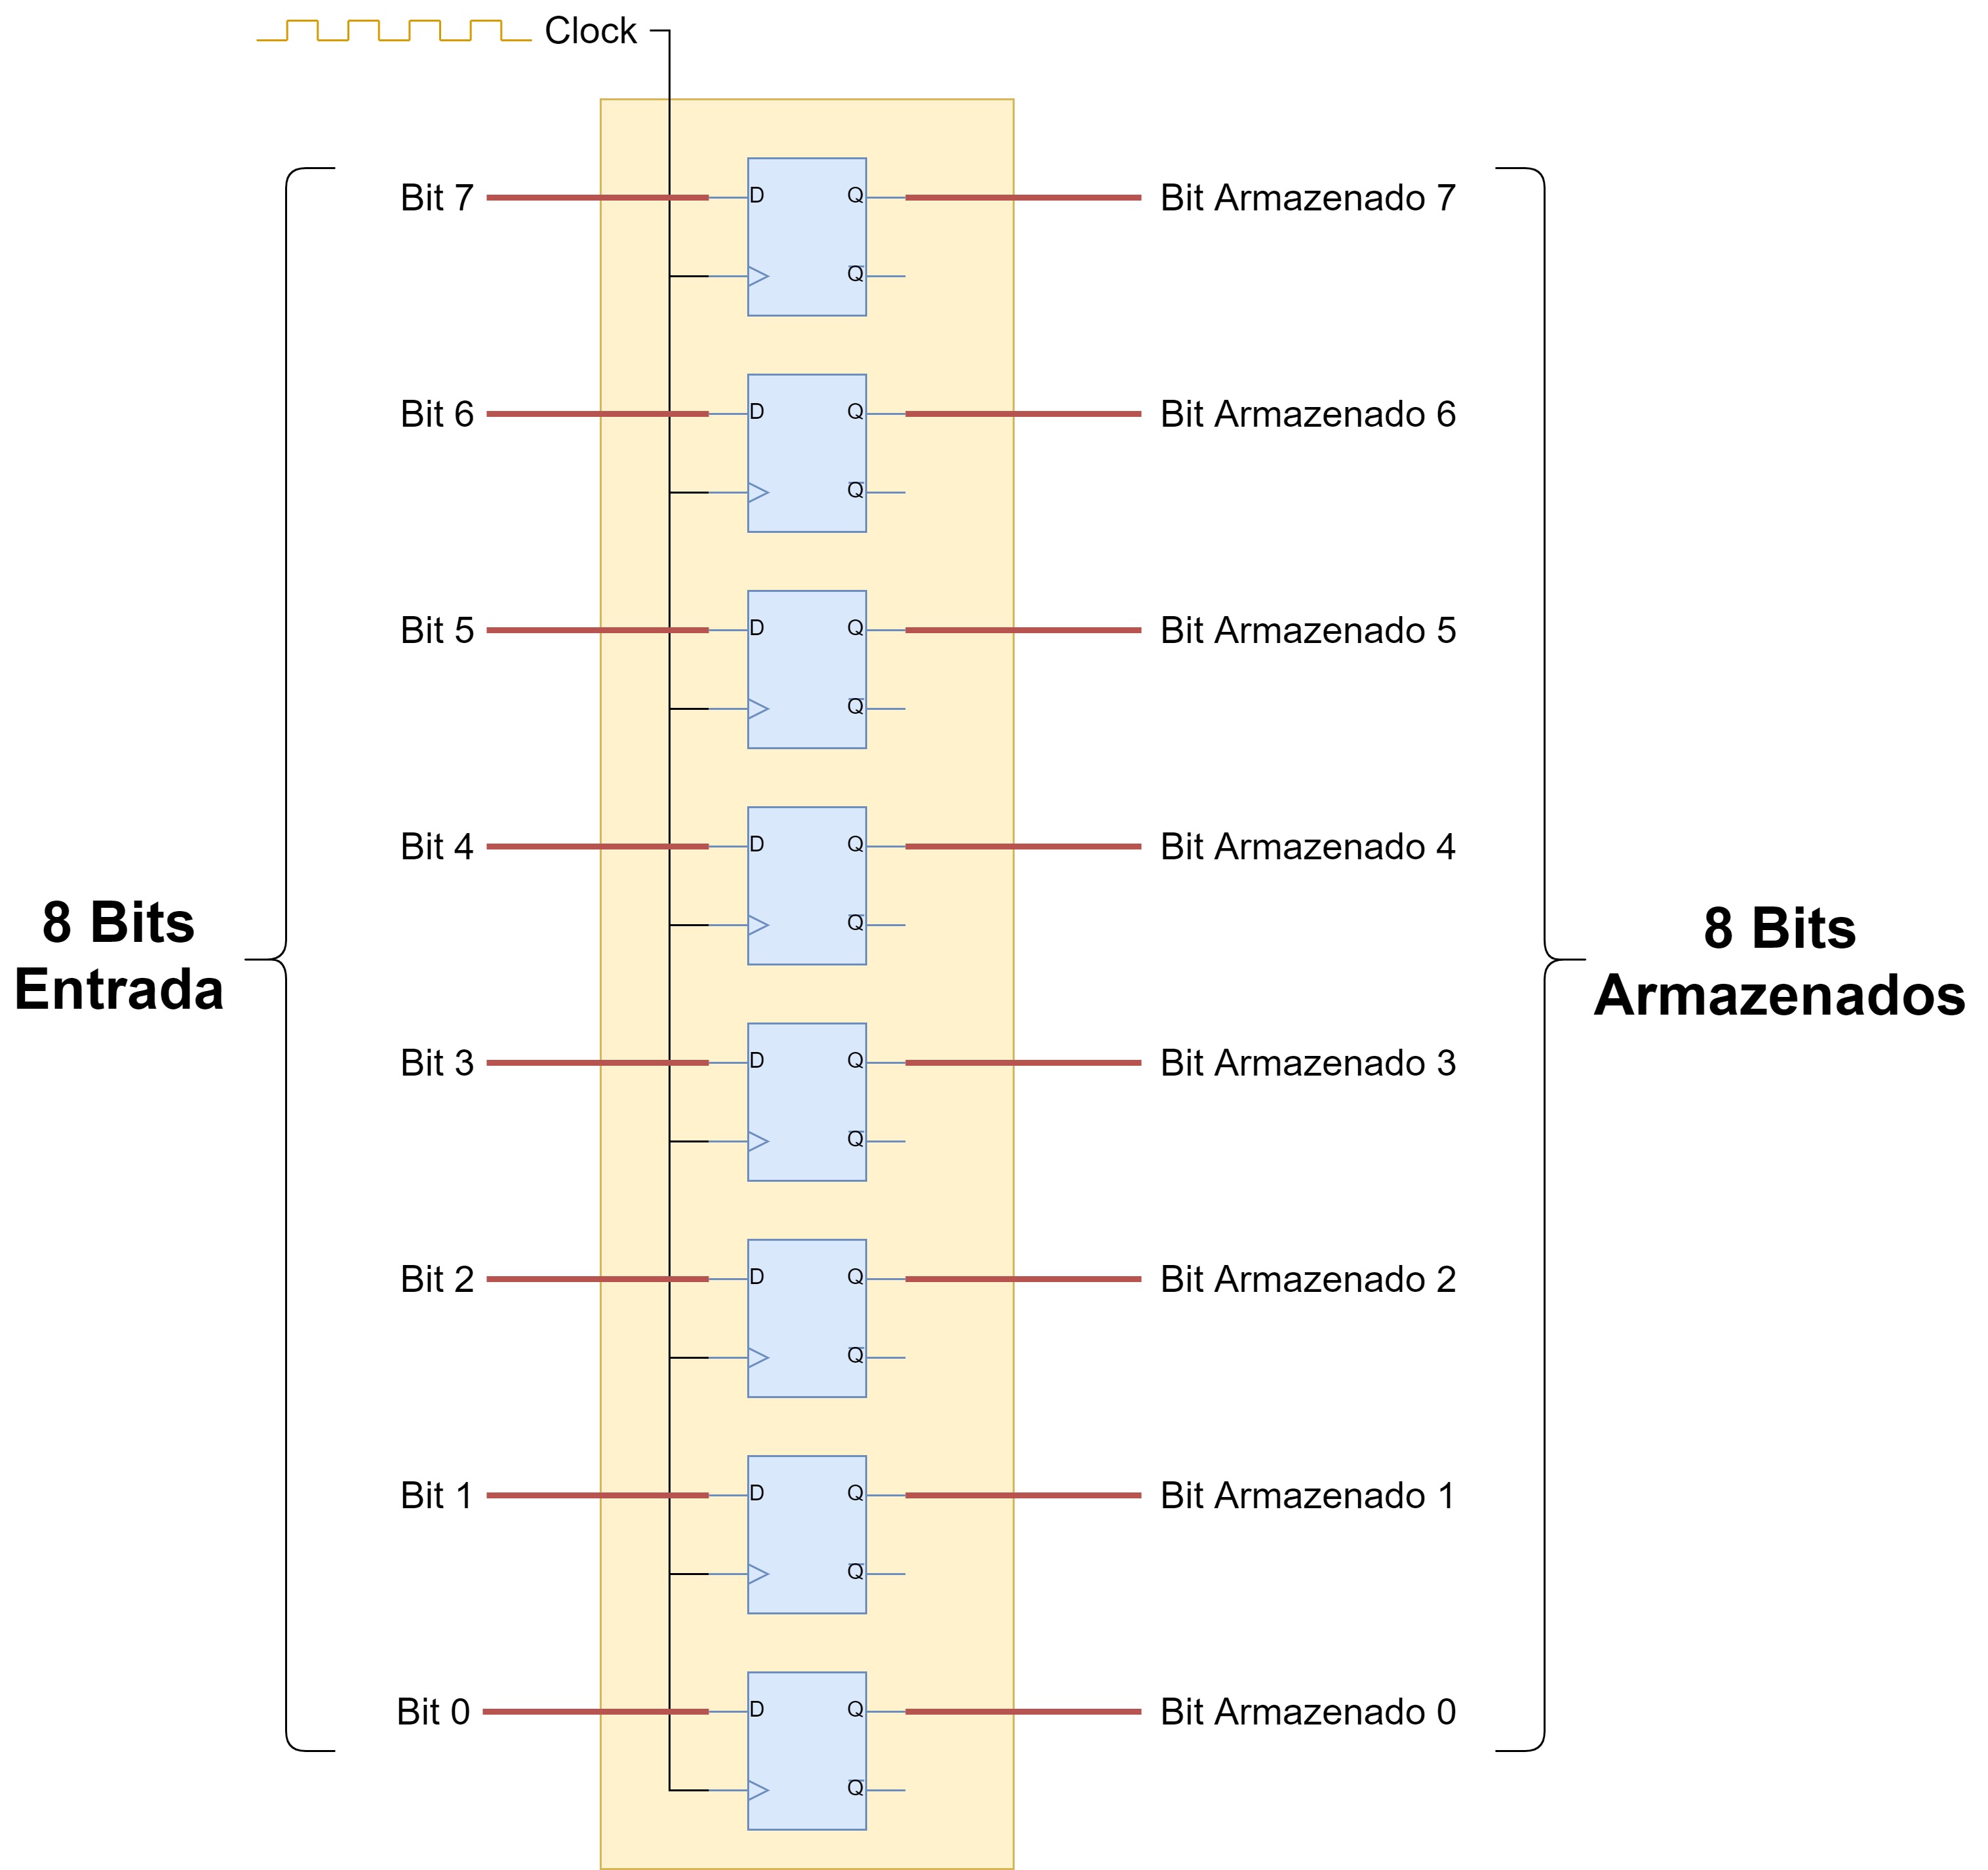 Clock
Bit 7 D Q Bit Armazenado 7
Q̅
Bit 6 D Q Bit Armazenado 6
Q̅
Bit 5 D Q Bit Armazenado 5
Q̅
Bit 4 D Q Bit Armazenado 4
Q̅
8 Bits
Entrada
8 Bits
Armazenados
Bit 3 D Q Bit Armazenado 3
Q̅
Bit 2 D Q Bit Armazenado 2
Q̅
Bit 1 D Q Bit Armazenado 1
Q̅
Bit 0 D Q Bit Armazenado 0
Q̅